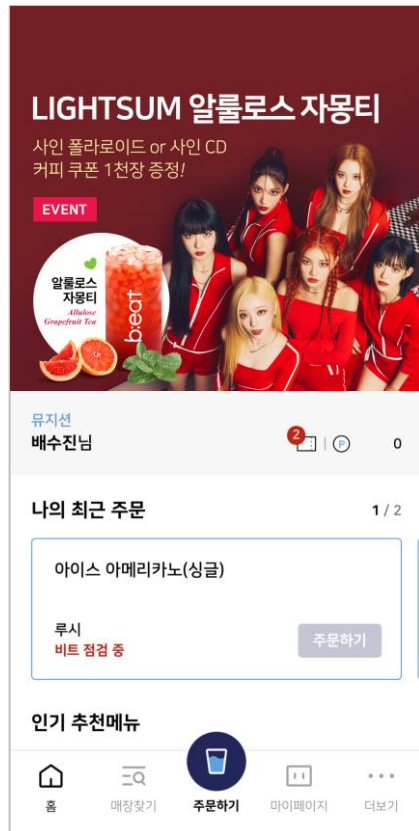 LIGHTSUM 알룰로스 자몽티
사인 폴라로이드 or 사인 CD
커피 쿠폰 1천장 증정!
EVENT
알룰로스
자몽티
Allulose
Grapefruit Tea
b;eat
뮤지션
배수진님
2
P
0
나의 최근 주문
1 / 2
아이스 아메리카노(싱글)
루시
비트 점검 중
주문하기
인기 추천메뉴
홈
매장찾기
주문하기
마이페이지
더보기